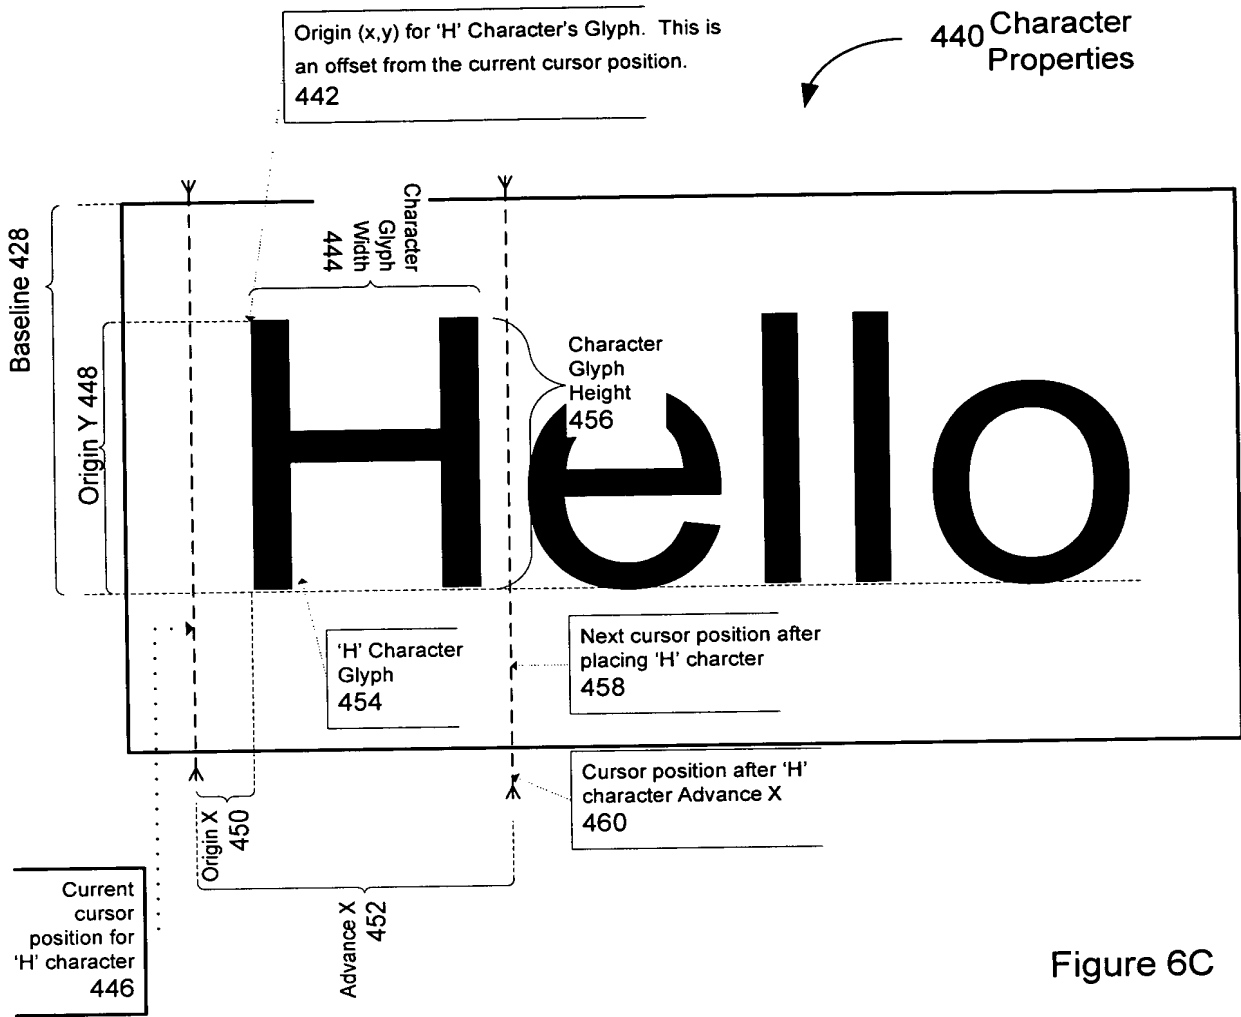 Origin (x,y) for 'H' Character's Glyph. This is
an offset from the current cursor position.
442
440 Character
Properties
Baseline 428
Origin Y 448
Character
Glyph
Width
444
Hello
Character
Glyph
Height
456
'H' Character
Glyph
454
Next cursor position after
placing 'H' charcter
458
Cursor position after 'H'
character Advance X
460
Origin X
450
Advance X
452
Current
cursor
position for
'H' character
446
Figure 6C